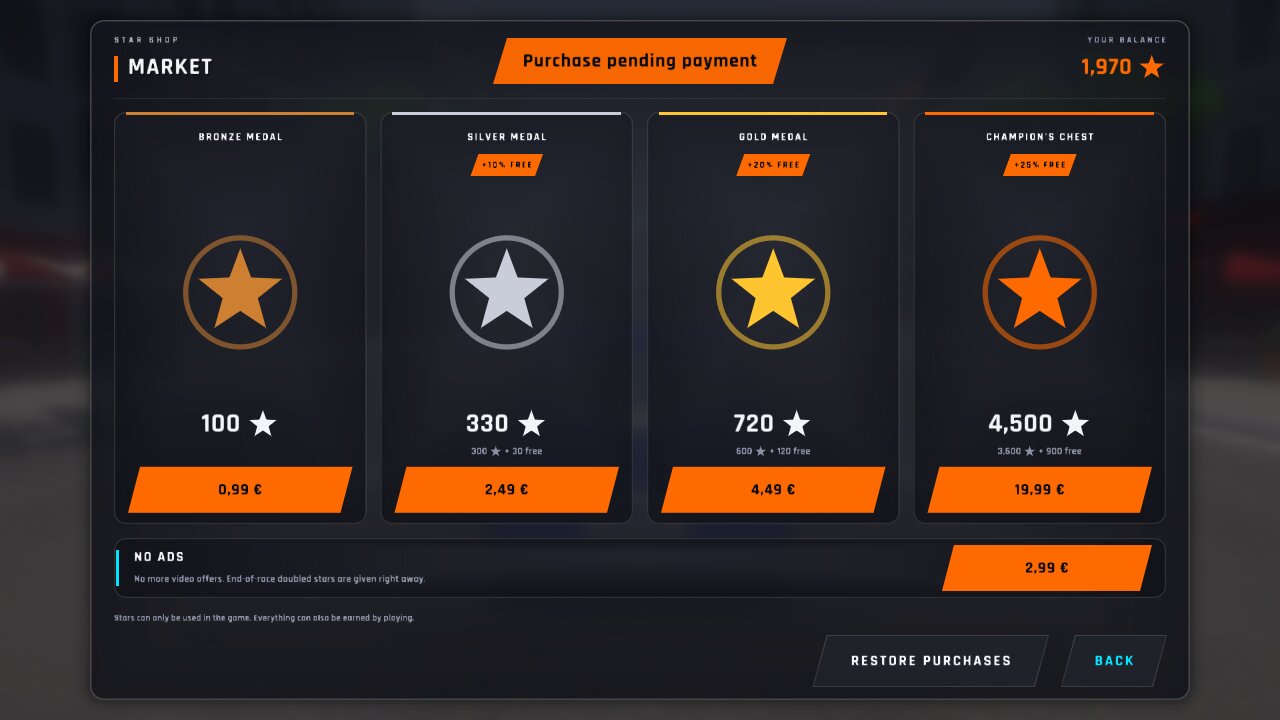 STAR SHOP
MARKET
Purchase pending payment
YOUR BALANCE
1,970
BRONZE MEDAL
100
0,99 €
SILVER MEDAL
+10% FREE
330
300 ★ + 30 free
2,49 €
GOLD MEDAL
+20% FREE
720
600 ★ + 120 free
4,49 €
CHAMPION'S CHEST
+25% FREE
4,500
3,600 ★ + 900 free
19,99 €
NO ADS
No more video offers. End-of-race doubled stars are given right away.
2,99 €
Stars can only be used in the game. Everything can also be earned by playing.
RESTORE PURCHASES
BACK